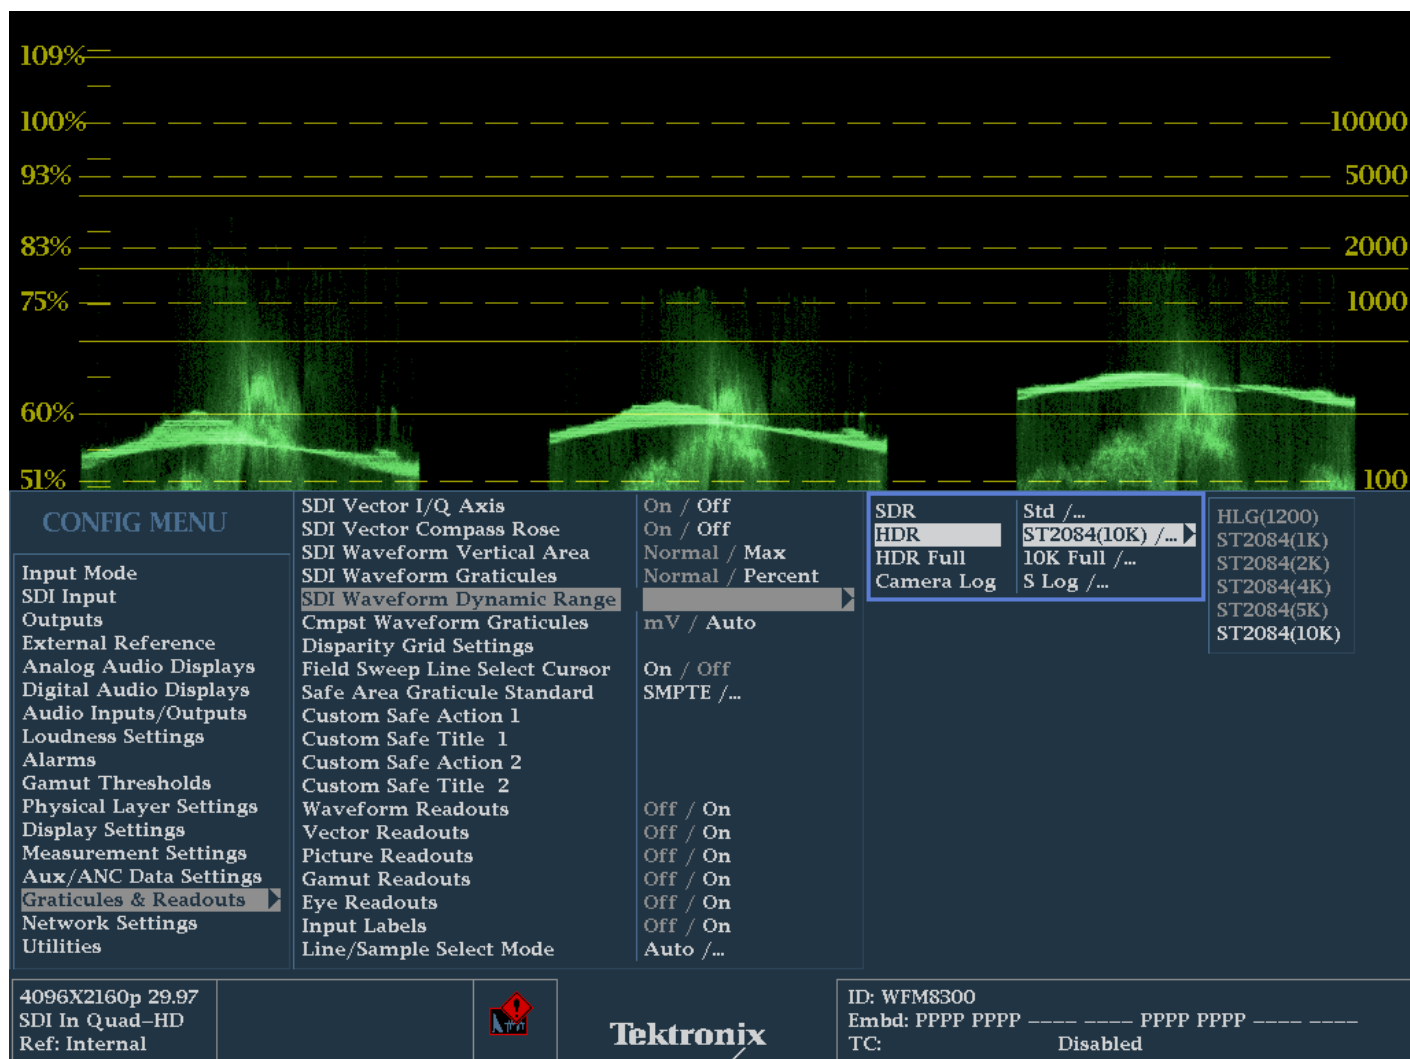 109%
100% 10000
93% 5000
83% 2000
75% 1000
60%
51% 100
CONFIG MENU
Input Mode
SDI Input
Outputs
External Reference
Analog Audio Displays
Digital Audio Displays
Audio Inputs/Outputs
Loudness Settings
Alarms
Gamut Thresholds
Physical Layer Settings
Display Settings
Measurement Settings
Aux/ANC Data Settings
Graticules & Readouts
Network Settings
Utilities
SDI Vector I/Q Axis On / Off
SDI Vector Compass Rose On / Off
SDI Waveform Vertical Area Normal / Max
SDI Waveform Graticules Normal / Percent
SDI Waveform Dynamic Range
Cmpst Waveform Graticules mV / Auto
Disparity Grid Settings
Field Sweep Line Select Cursor On / Off
Safe Area Graticule Standard SMPTE /...
Custom Safe Action 1
Custom Safe Title 1
Custom Safe Action 2
Custom Safe Title 2
Waveform Readouts Off / On
Vector Readouts Off / On
Picture Readouts Off / On
Gamut Readouts Off / On
Eye Readouts Off / On
Input Labels Off / On
Line/Sample Select Mode Auto /...
SDR Std /...
HDR ST2084(10K) /...
HDR Full 10K Full /...
Camera Log S Log /...
HLG(1200)
ST2084(1K)
ST2084(2K)
ST2084(4K)
ST2084(5K)
ST2084(10K)
4096X2160p 29.97
SDI In Quad-HD
Ref: Internal
Tektronix
ID: WFM8300
Embd: PPPP PPPP ---- ---- PPPP PPPP ---- ----
TC: Disabled